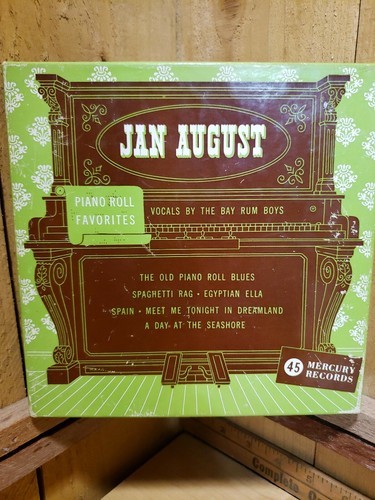 JAN AUGUST
PIANO ROLL
FAVORITES
VOCALS BY THE BAY RUM BOYS
THE OLD PIANO ROLL BLUES
SPAGHETTI RAG • EGYPTIAN ELLA
SPAIN • MEET ME TONIGHT IN DREAMLAND
A DAY AT THE SEASHORE
45 MERCURY
RECORDS
Complete